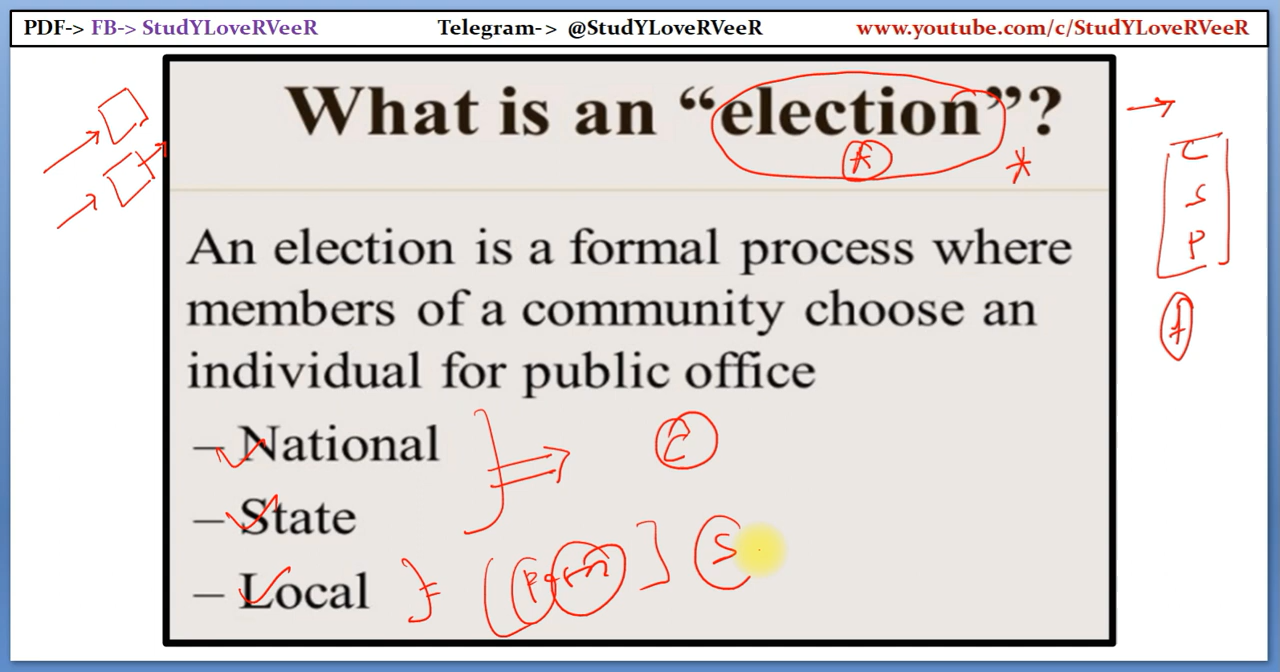 PDF-> FB-> StudYLoveRVeeR Telegram-> @StudYLoveRVeeR www.youtube.com/c/StudYLoveRVeeR
What is an “election”?
An election is a formal process where
members of a community choose an
individual for public office
– National
– State
– Local
C
S
P
S